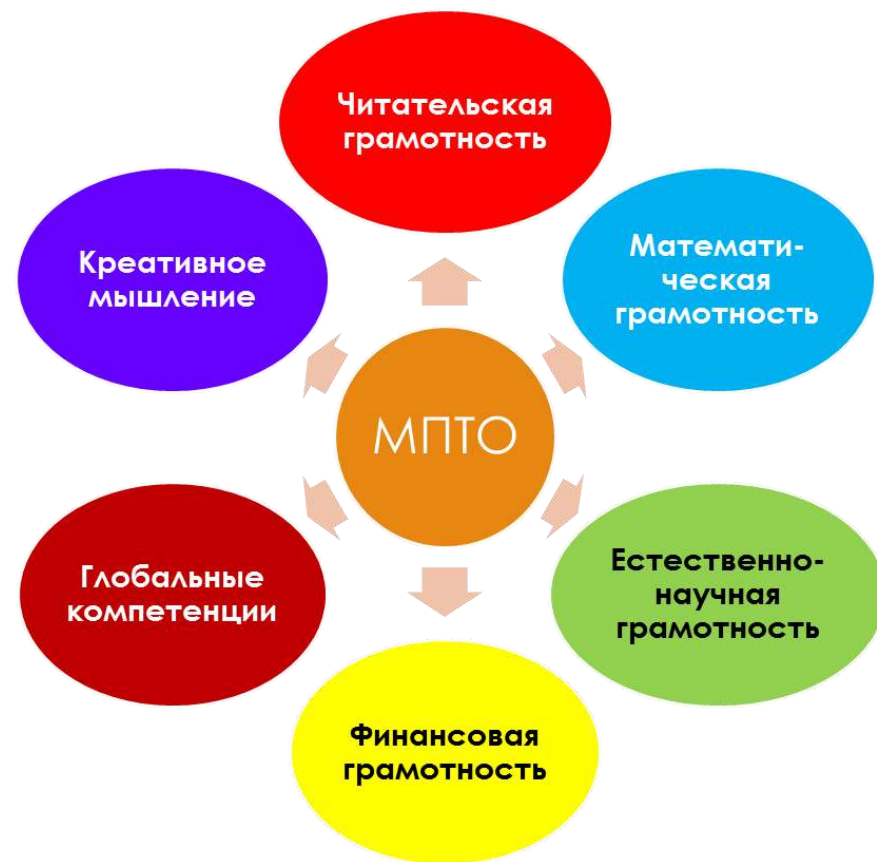 Читательская
грамотность
Математи-
ческая
грамотность
Естественно-
научная
грамотность
Финансовая
грамотность
Глобальные
компетенции
Креативное
мышление
МПТО